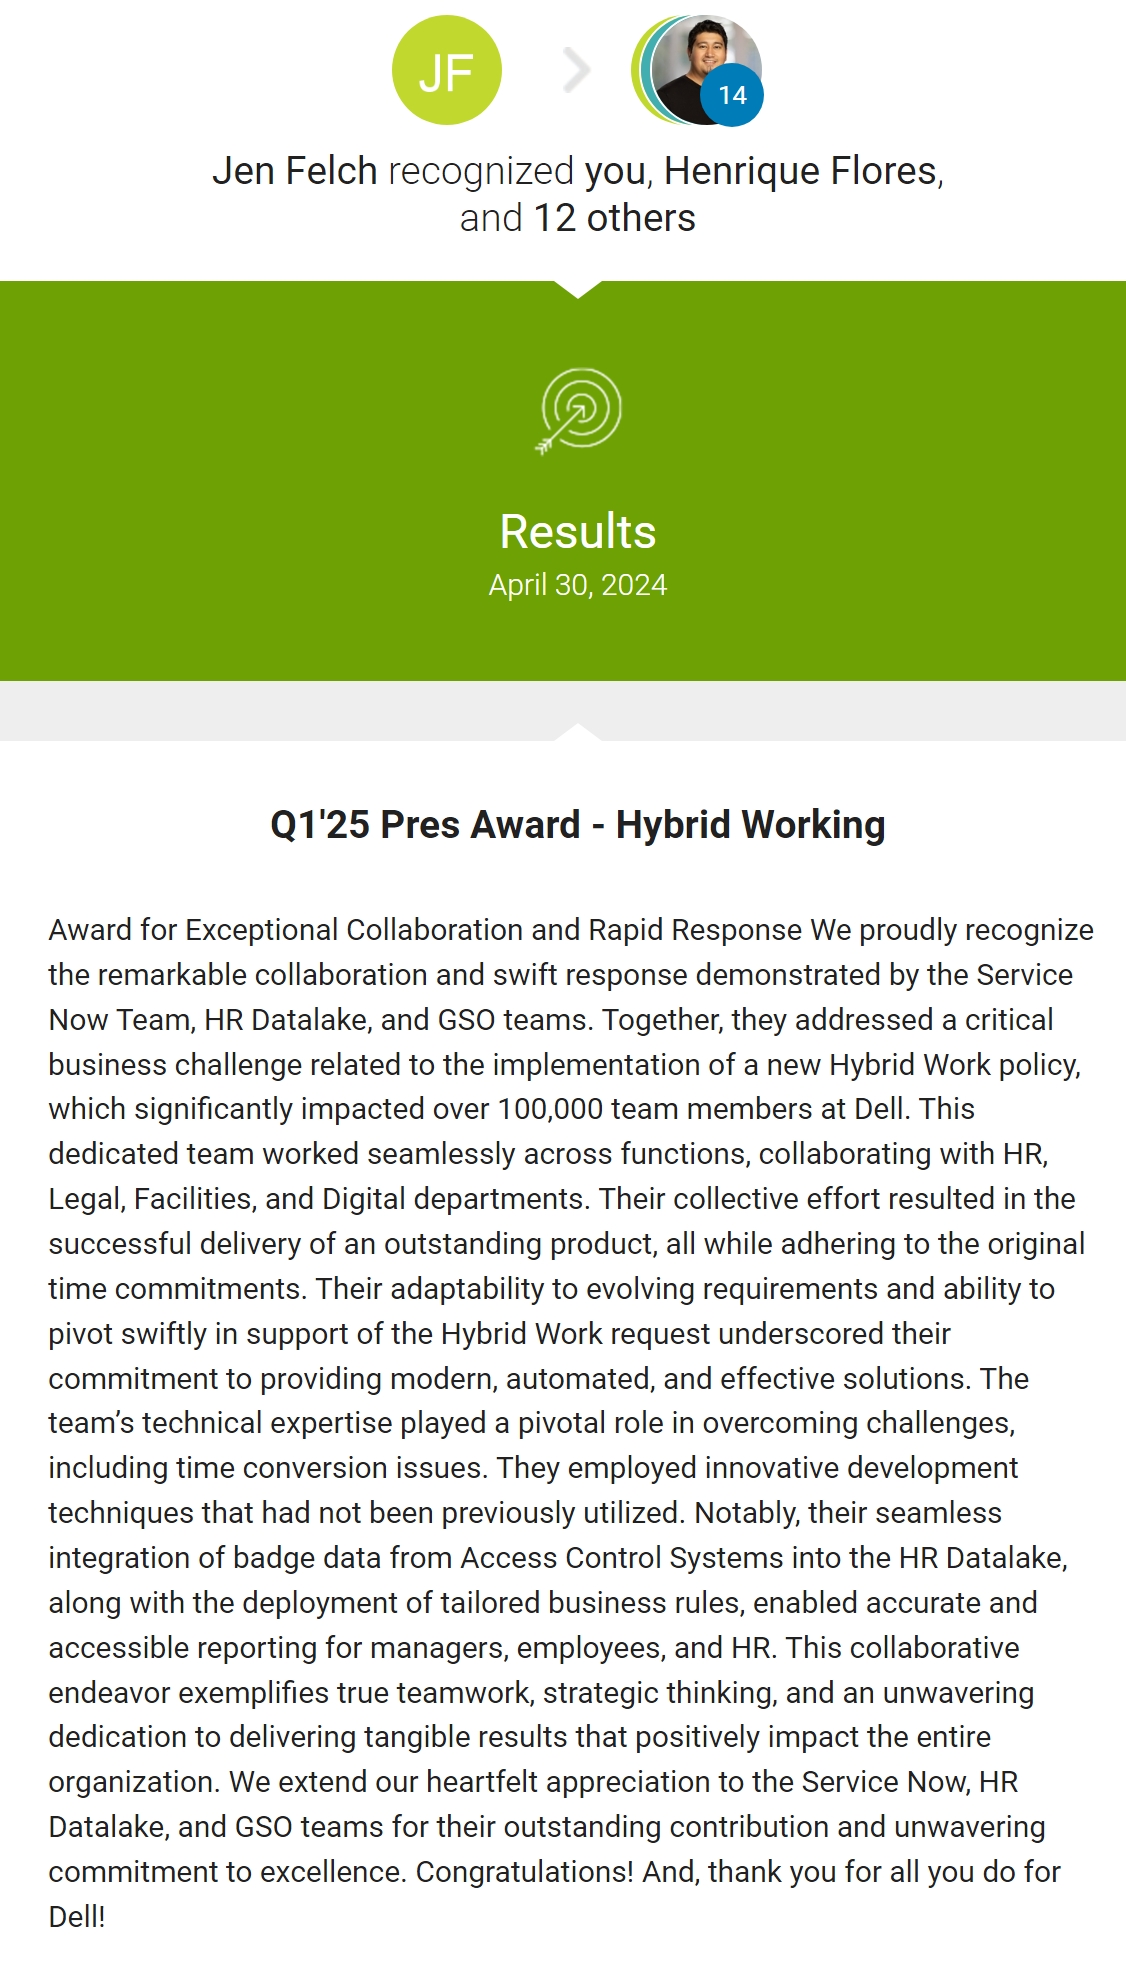 JF
14
Jen Felch recognized you, Henrique Flores,
and 12 others
Results
April 30, 2024
Q1'25 Pres Award - Hybrid Working
Award for Exceptional Collaboration and Rapid Response We proudly recognize
the remarkable collaboration and swift response demonstrated by the Service
Now Team, HR Datalake, and GSO teams. Together, they addressed a critical
business challenge related to the implementation of a new Hybrid Work policy,
which significantly impacted over 100,000 team members at Dell. This
dedicated team worked seamlessly across functions, collaborating with HR,
Legal, Facilities, and Digital departments. Their collective effort resulted in the
successful delivery of an outstanding product, all while adhering to the original
time commitments. Their adaptability to evolving requirements and ability to
pivot swiftly in support of the Hybrid Work request underscored their
commitment to providing modern, automated, and effective solutions. The
team’s technical expertise played a pivotal role in overcoming challenges,
including time conversion issues. They employed innovative development
techniques that had not been previously utilized. Notably, their seamless
integration of badge data from Access Control Systems into the HR Datalake,
along with the deployment of tailored business rules, enabled accurate and
accessible reporting for managers, employees, and HR. This collaborative
endeavor exemplifies true teamwork, strategic thinking, and an unwavering
dedication to delivering tangible results that positively impact the entire
organization. We extend our heartfelt appreciation to the Service Now, HR
Datalake, and GSO teams for their outstanding contribution and unwavering
commitment to excellence. Congratulations! And, thank you for all you do for
Dell!